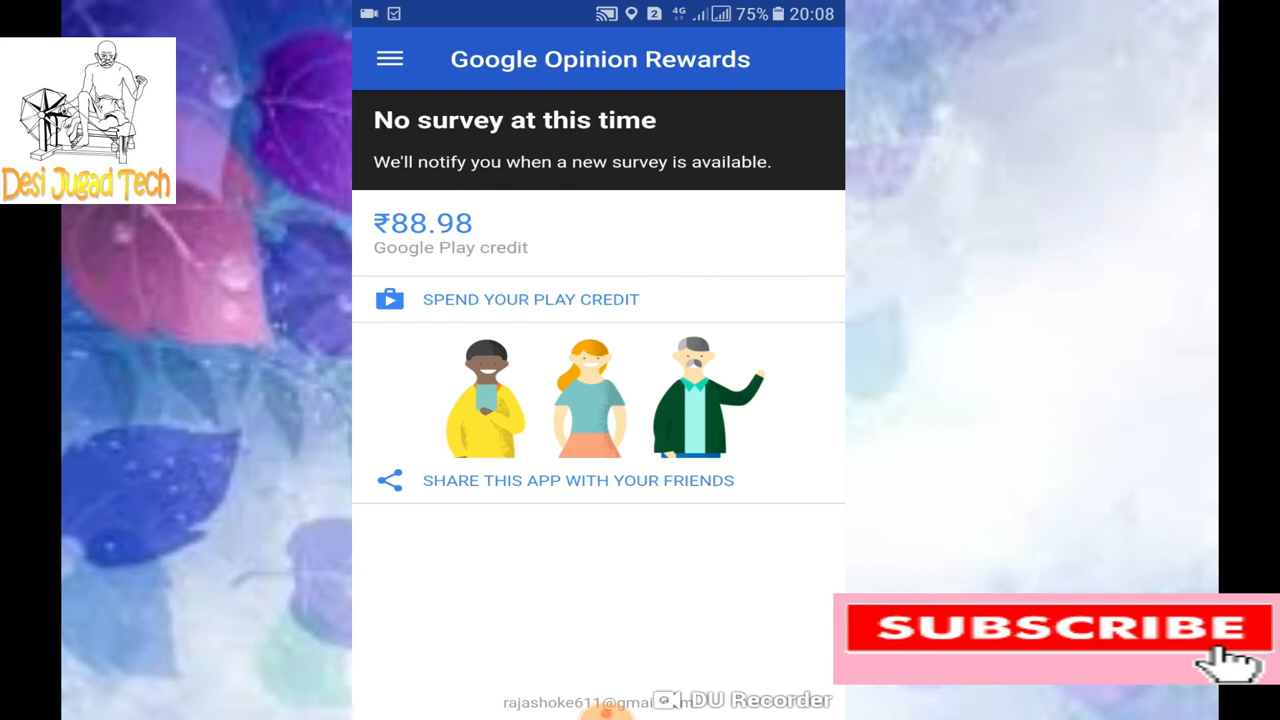 75% 20:08
Google Opinion Rewards
No survey at this time
We'll notify you when a new survey is available.
₹88.98
Google Play credit
SPEND YOUR PLAY CREDIT
SHARE THIS APP WITH YOUR FRIENDS
Desi Jugad Tech
SUBSCRIBE
DU Recorder
4G
2